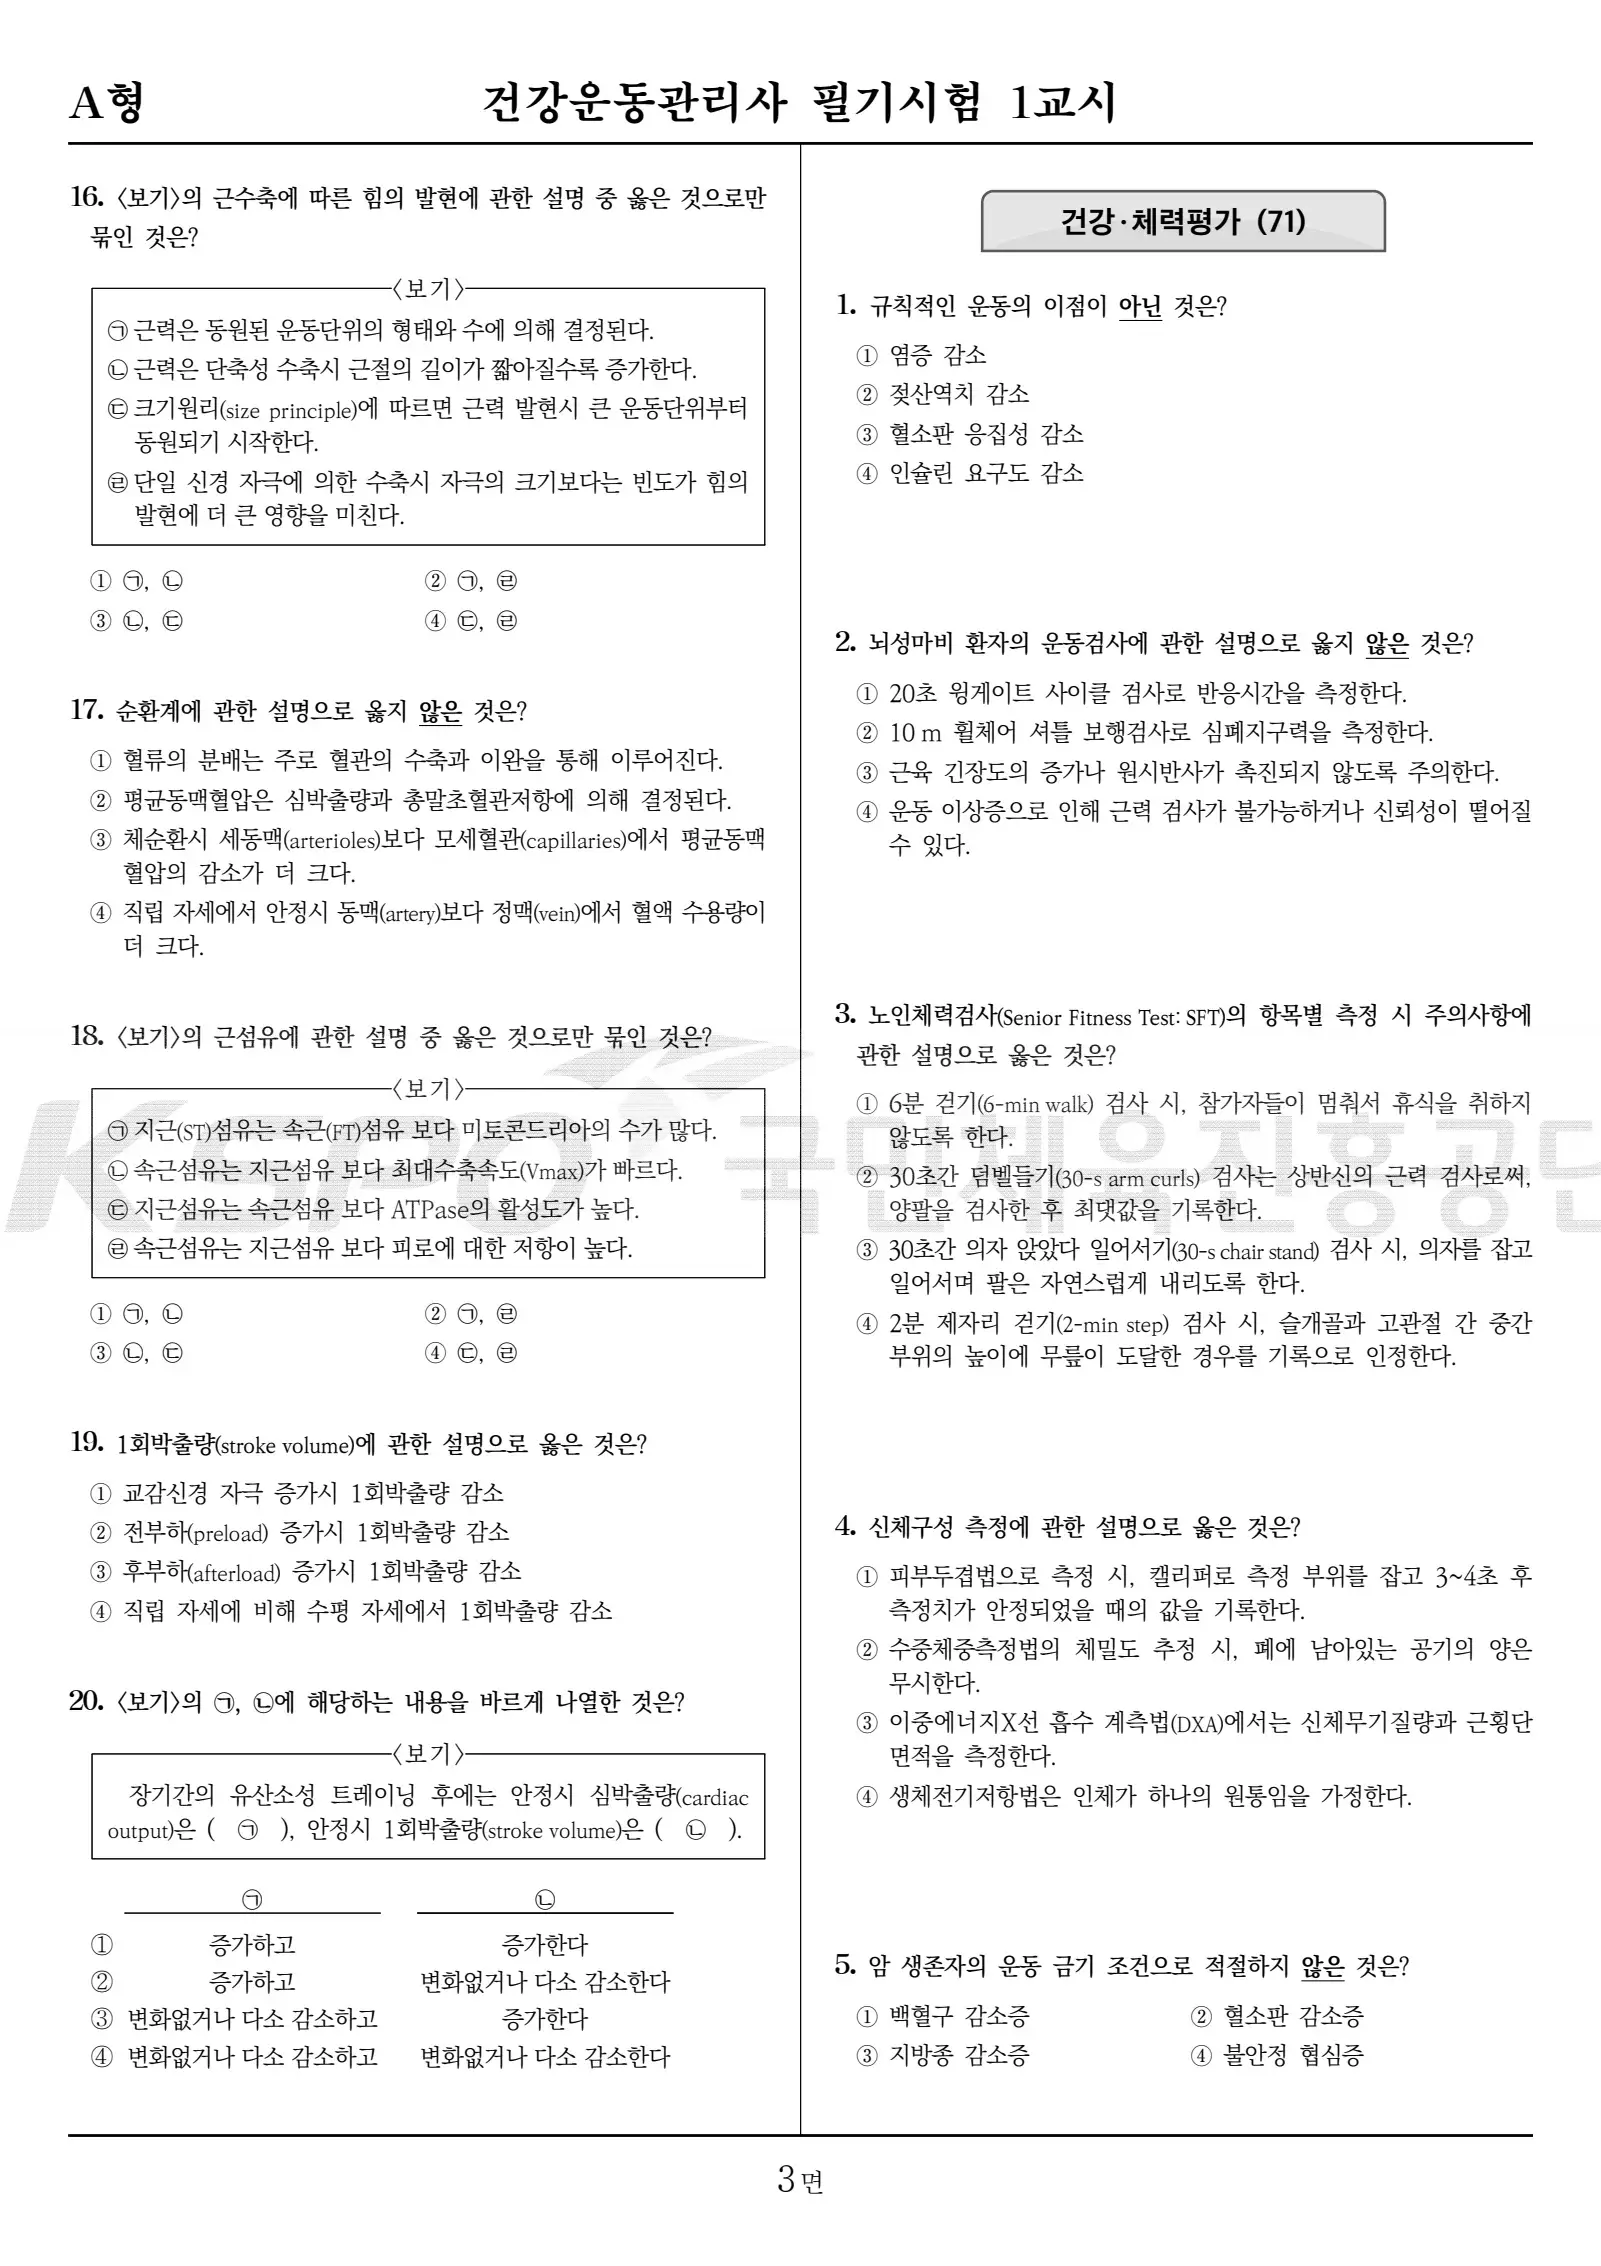 A형
건강운동관리사 필기시험 1교시
16. 〈보기〉의 근수축에 따른 힘의 발현에 관한 설명 중 옳은 것으로만
묶인 것은?
〈보기〉
㉠ 근력은 동원된 운동단위의 형태와 수에 의해 결정된다.
㉡ 근력은 단축성 수축시 근절의 길이가 짧아질수록 증가한다.
㉢ 크기원리(size principle)에 따르면 근력 발현시 큰 운동단위부터
동원되기 시작한다.
㉣ 단일 신경 자극에 의한 수축시 자극의 크기보다는 빈도가 힘의
발현에 더 큰 영향을 미친다.
① ㉠, ㉡ ② ㉠, ㉣
③ ㉡, ㉢ ④ ㉢, ㉣
17. 순환계에 관한 설명으로 옳지 않은 것은?
① 혈류의 분배는 주로 혈관의 수축과 이완을 통해 이루어진다.
② 평균동맥혈압은 심박출량과 총말초혈관저항에 의해 결정된다.
③ 체순환시 세동맥(arterioles)보다 모세혈관(capillaries)에서 평균동맥
혈압의 감소가 더 크다.
④ 직립 자세에서 안정시 동맥(artery)보다 정맥(vein)에서 혈액 수용량이
더 크다.
18. 〈보기〉의 근섬유에 관한 설명 중 옳은 것으로만 묶인 것은?
〈보기〉
㉠ 지근(ST)섬유는 속근(FT)섬유 보다 미토콘드리아의 수가 많다.
㉡ 속근섬유는 지근섬유 보다 최대수축속도(Vmax)가 빠르다.
㉢ 지근섬유는 속근섬유 보다 ATPase의 활성도가 높다.
㉣ 속근섬유는 지근섬유 보다 피로에 대한 저항이 높다.
① ㉠, ㉡ ② ㉠, ㉣
③ ㉡, ㉢ ④ ㉢, ㉣
19. 1회박출량(stroke volume)에 관한 설명으로 옳은 것은?
① 교감신경 자극 증가시 1회박출량 감소
② 전부하(preload) 증가시 1회박출량 감소
③ 후부하(afterload) 증가시 1회박출량 감소
④ 직립 자세에 비해 수평 자세에서 1회박출량 감소
20. 〈보기〉의 ㉠, ㉡에 해당하는 내용을 바르게 나열한 것은?
〈보기〉
장기간의 유산소성 트레이닝 후에는 안정시 심박출량(cardiac
output)은 ( ㉠ ), 안정시 1회박출량(stroke volume)은 ( ㉡ ).
㉠ ㉡
① 증가하고 증가한다
② 증가하고 변화없거나 다소 감소한다
③ 변화없거나 다소 감소하고 증가한다
④ 변화없거나 다소 감소하고 변화없거나 다소 감소한다
건강·체력평가 (71)
1. 규칙적인 운동의 이점이 아닌 것은?
① 염증 감소
② 젖산역치 감소
③ 혈소판 응집성 감소
④ 인슐린 요구도 감소
2. 뇌성마비 환자의 운동검사에 관한 설명으로 옳지 않은 것은?
① 20초 윙게이트 사이클 검사로 반응시간을 측정한다.
② 10 m 휠체어 셔틀 보행검사로 심폐지구력을 측정한다.
③ 근육 긴장도의 증가나 원시반사가 촉진되지 않도록 주의한다.
④ 운동 이상증으로 인해 근력 검사가 불가능하거나 신뢰성이 떨어질
수 있다.
3. 노인체력검사(Senior Fitness Test: SFT)의 항목별 측정 시 주의사항에
관한 설명으로 옳은 것은?
① 6분 걷기(6-min walk) 검사 시, 참가자들이 멈춰서 휴식을 취하지
않도록 한다.
② 30초간 덤벨들기(30-s arm curls) 검사는 상반신의 근력 검사로써,
양팔을 검사한 후 최댓값을 기록한다.
③ 30초간 의자 앉았다 일어서기(30-s chair stand) 검사 시, 의자를 잡고
일어서며 팔은 자연스럽게 내리도록 한다.
④ 2분 제자리 걷기(2-min step) 검사 시, 슬개골과 고관절 간 중간
부위의 높이에 무릎이 도달한 경우를 기록으로 인정한다.
4. 신체구성 측정에 관한 설명으로 옳은 것은?
① 피부두겹법으로 측정 시, 캘리퍼로 측정 부위를 잡고 3~4초 후
측정치가 안정되었을 때의 값을 기록한다.
② 수중체중측정법의 체밀도 추정 시, 폐에 남아있는 공기의 양은
무시한다.
③ 이중에너지X선 흡수 계측법(DXA)에서는 신체무기질량과 근횡단
면적을 측정한다.
④ 생체전기저항법은 인체가 하나의 원통임을 가정한다.
5. 암 생존자의 운동 금기 조건으로 적절하지 않은 것은?
① 백혈구 감소증 ② 혈소판 감소증
③ 지방종 감소증 ④ 불안정 협심증
KSPO 국민체육진흥공단
3면